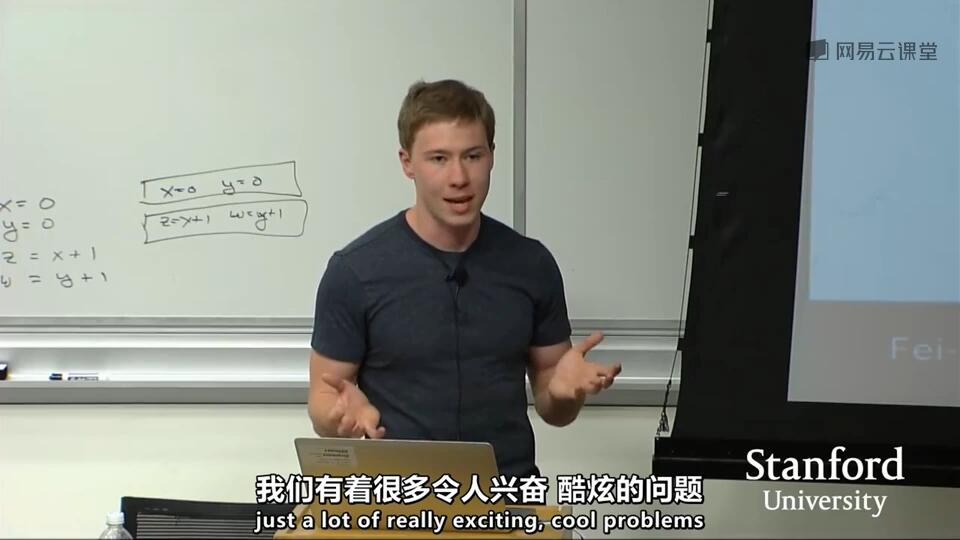 网易云课堂
x=0 y=0
z=x+1 w=y+1
x = 0
y = 0
z = x + 1
w = y + 1
Fei-
Stanford
University
我们有着很多令人兴奋 酷炫的问题
just a lot of really exciting, cool problems